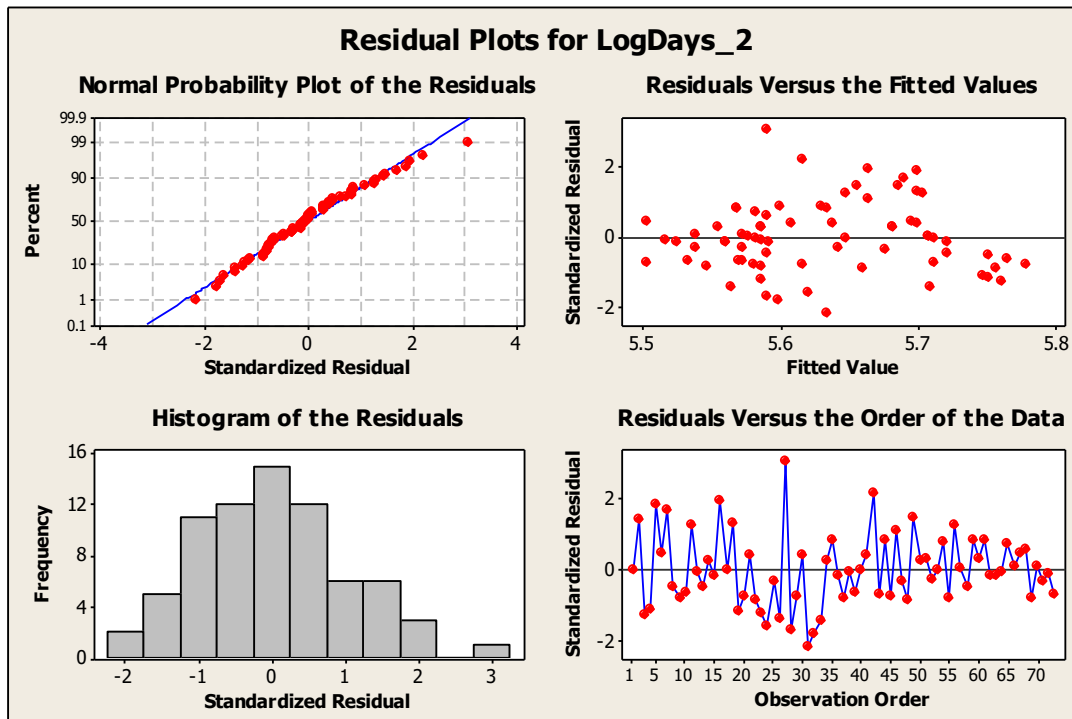 Residual Plots for LogDays_2
Normal Probability Plot of the Residuals
99.9
99
90
50
10
1
0.1
Percent
-4 -2 0 2 4
Standardized Residual
Residuals Versus the Fitted Values
2
0
-2
Standardized Residual
5.5 5.6 5.7 5.8
Fitted Value
Histogram of the Residuals
16
12
8
4
0
Frequency
-2 -1 0 1 2 3
Standardized Residual
Residuals Versus the Order of the Data
2
0
-2
Standardized Residual
1 5 10 15 20 25 30 35 40 45 50 55 60 65 70
Observation Order